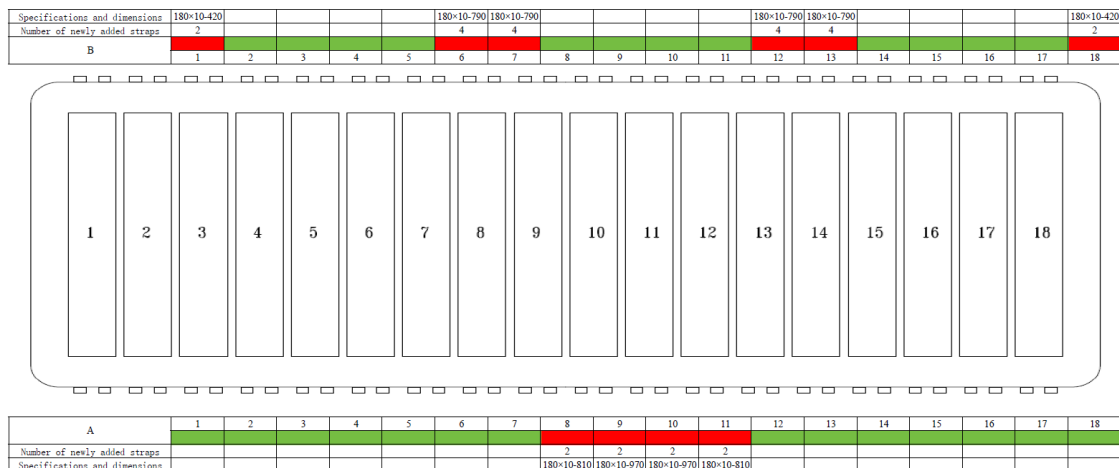 Specifications and dimensions 180×10-420 180×10-790 180×10-790 180×10-790 180×10-790 180×10-420
Number of newly added straps 2 4 4 4 4 2
B
1 2 3 4 5 6 7 8 9 10 11 12 13 14 15 16 17 18
1 2 3 4 5 6 7 8 9 10 11 12 13 14 15 16 17 18
A 1 2 3 4 5 6 7 8 9 10 11 12 13 14 15 16 17 18
Number of newly added straps 2 2 2 2
Specifications and dimensions 180×10-810 180×10-970 180×10-970 180×10-810